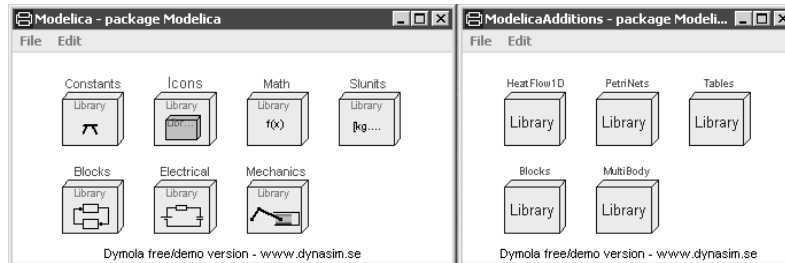 Modelica - package Modelica
File Edit
Constants Icons Math SIunits
Library Library Library Library
Libr...
f(x) [kg....
Blocks Electrical Mechanics
Library Library Library
Dymola free/demo version - www.dynasim.se
ModelicaAdditions - package Modeli...
File Edit
HeatFlow1D PetriNets Tables
Library Library Library
Blocks MultiBody
Library Library
Dymola free/demo version - www.dynasim.se